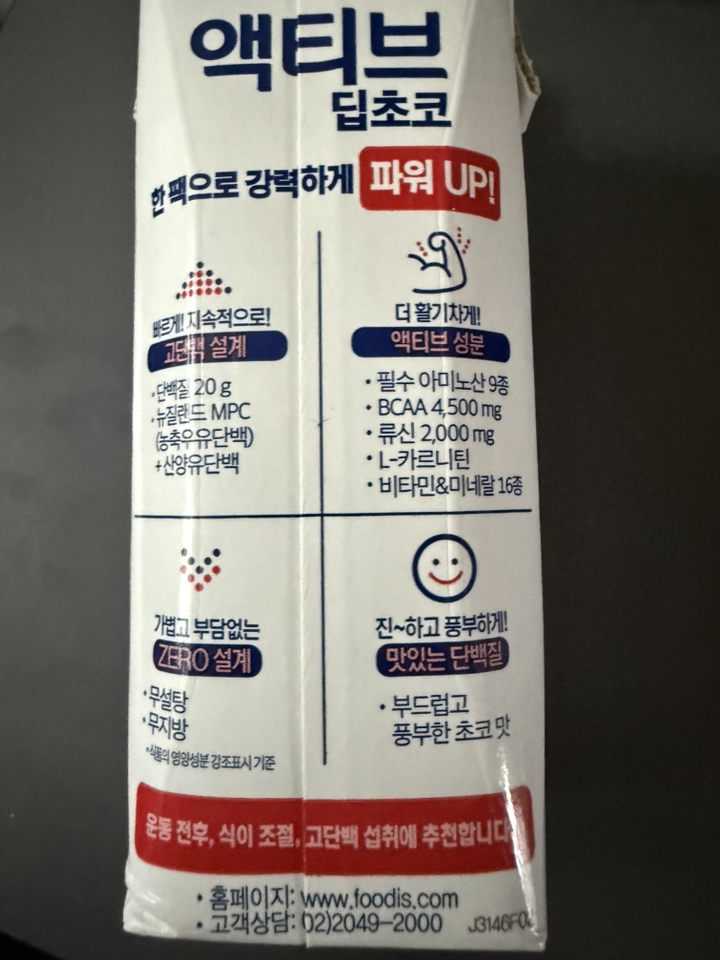 액티브
딥초코
한 팩으로 강력하게 파워 UP!
빠르게! 지속적으로!
고단백 설계
· 단백질 20 g
· 뉴질랜드 MPC
(농축우유단백)
+ 산양유단백
더 활기차게!
액티브 성분
· 필수 아미노산 9종
· BCAA 4,500 mg
· 류신 2,000 mg
· L-카르니틴
· 비타민&미네랄 16종
가볍고 부담없는
ZERO 설계
· 무설탕
· 무지방
* 식품의 영양성분 강조표시 기준
진~하고 풍부하게!
맛있는 단백질
· 부드럽고
풍부한 초코 맛
운동 전후, 식이 조절, 고단백 섭취에 추천합니다.
· 홈페이지: www.foodis.com
· 고객상담: 02)2049-2000